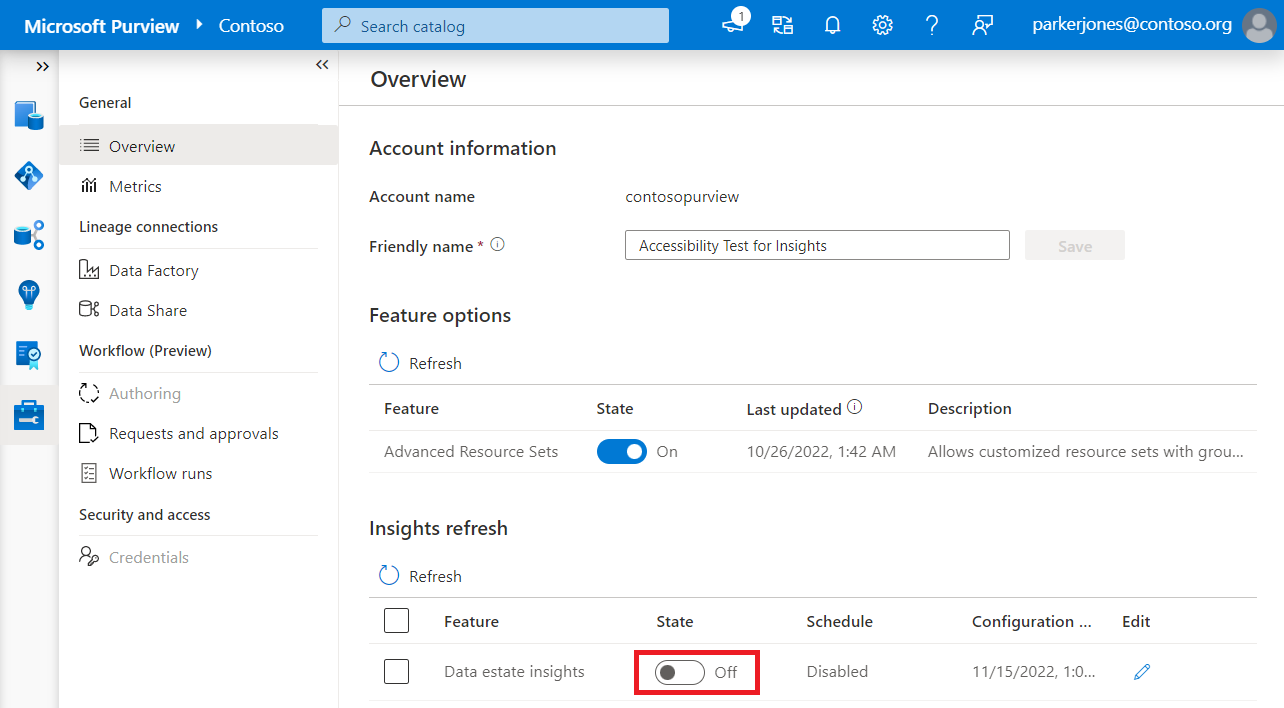 Microsoft Purview Contoso Search catalog 1 parkerjones@contoso.org
General
Overview
Metrics
Lineage connections
Data Factory
Data Share
Workflow (Preview)
Authoring
Requests and approvals
Workflow runs
Security and access
Credentials
Overview
Account information
Account name contosopurview
Friendly name * Accessibility Test for Insights Save
Feature options
Refresh
Feature State Last updated Description
Advanced Resource Sets On 10/26/2022, 1:42 AM Allows customized resource sets with grou...
Insights refresh
Refresh
Feature State Schedule Configuration ... Edit
Data estate insights Off Disabled 11/15/2022, 1:0...